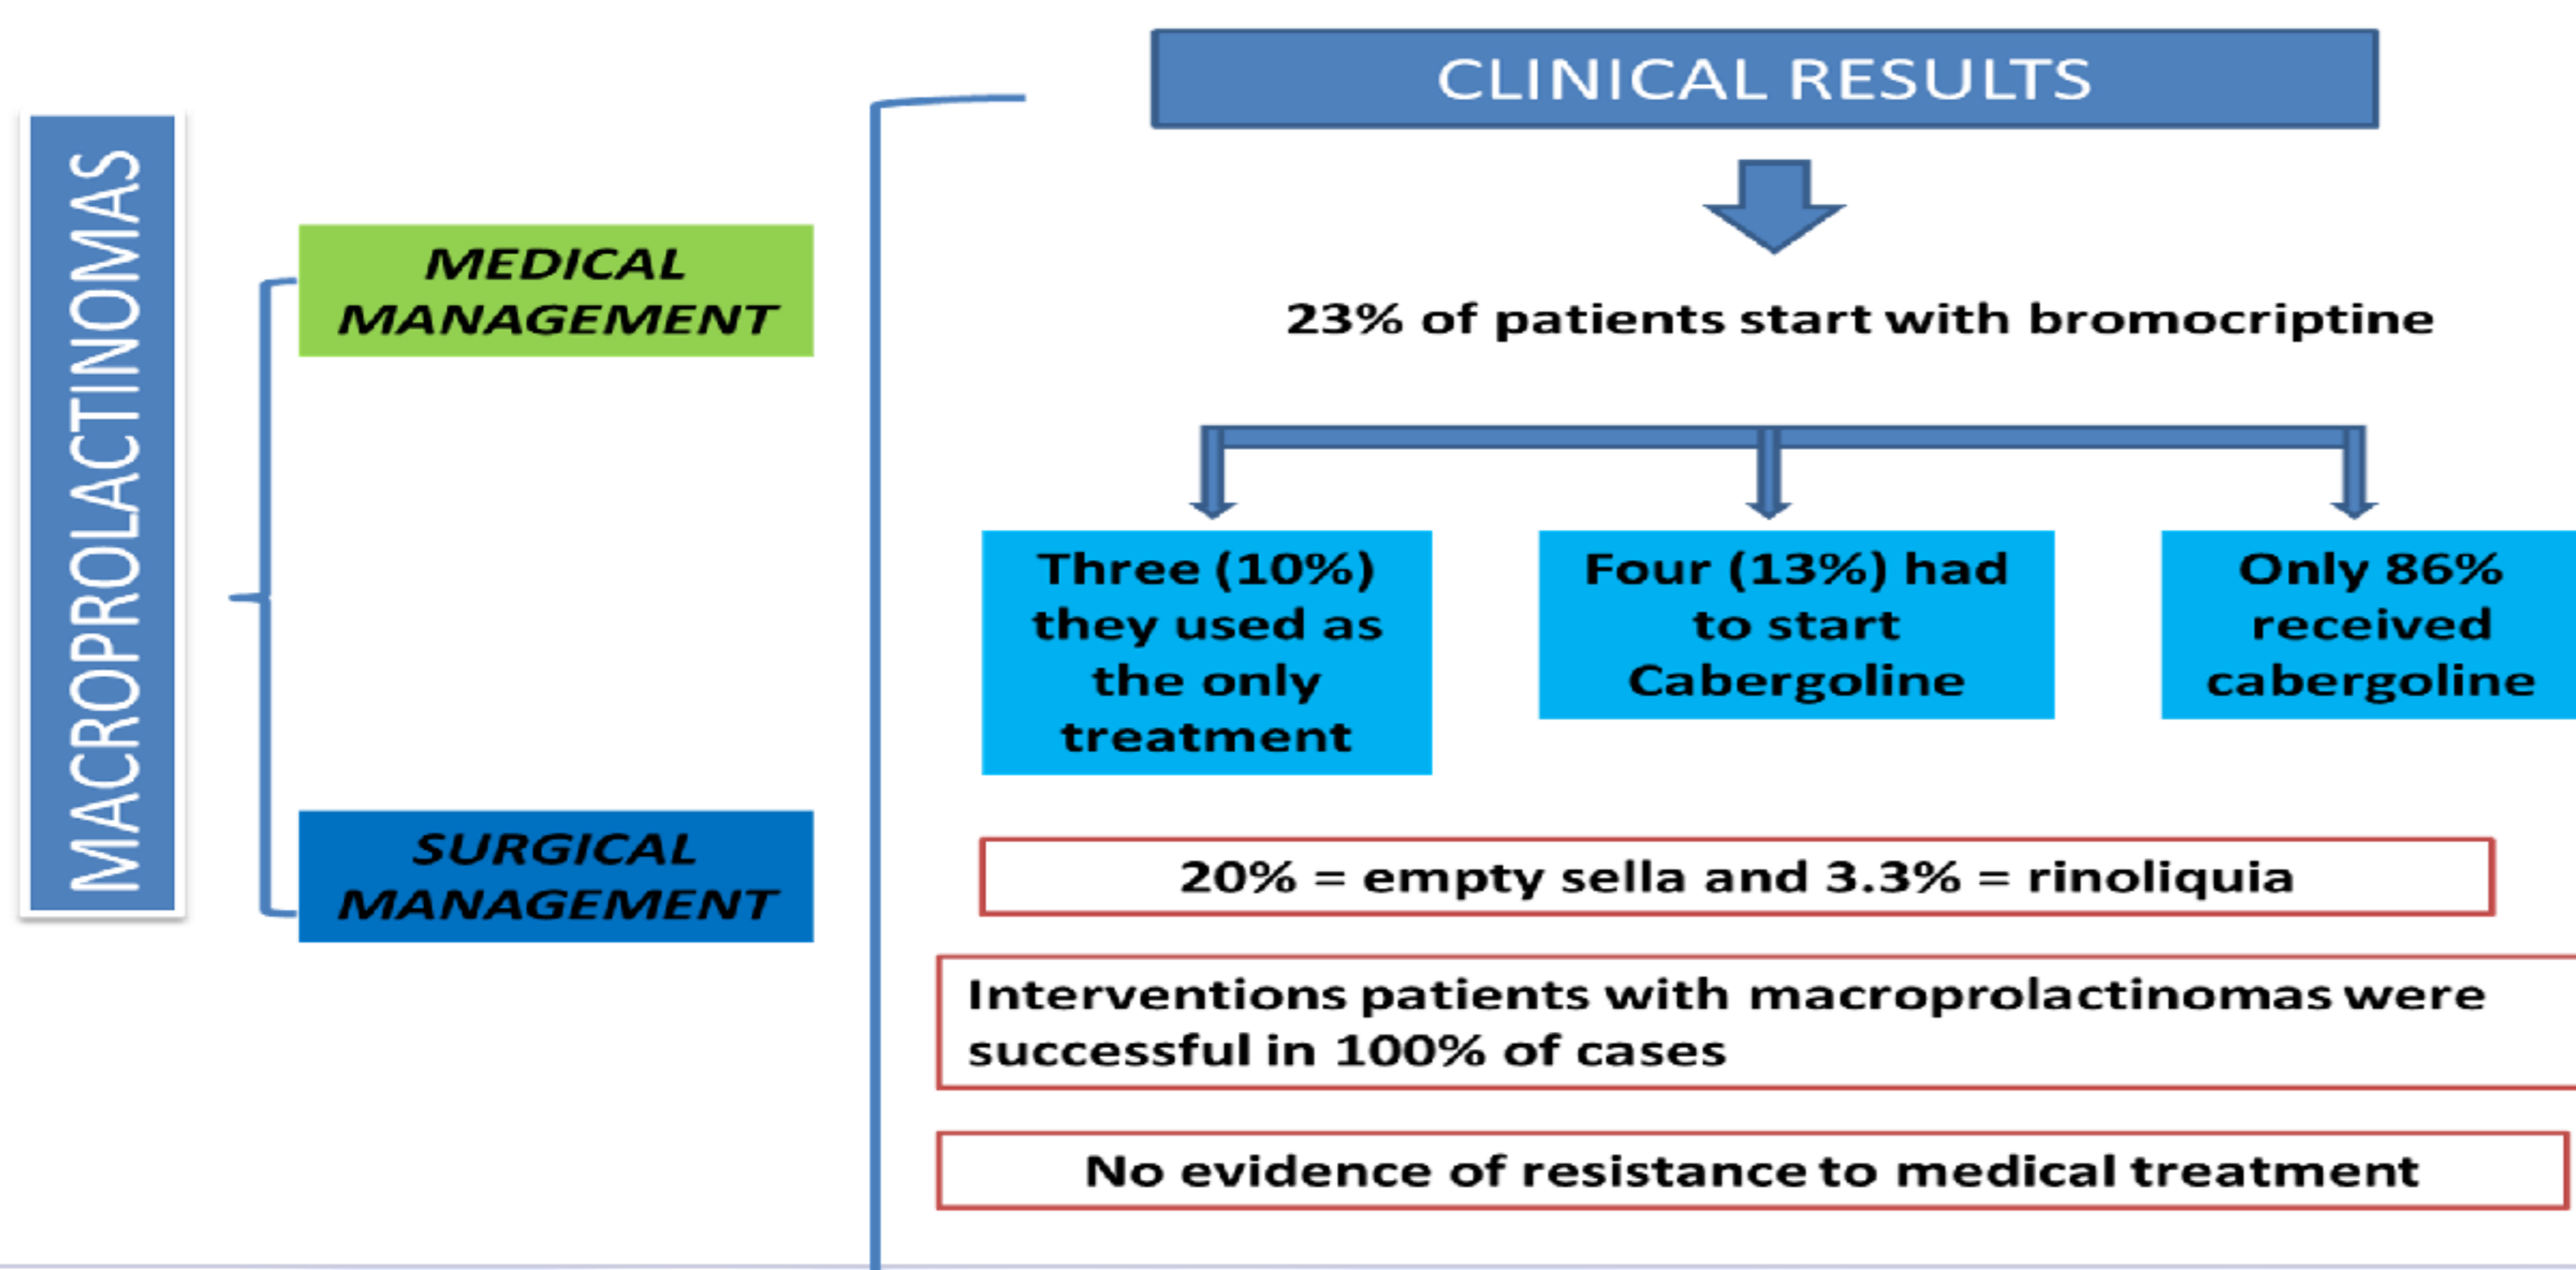 MACROPROLACTINOMAS
MEDICAL
MANAGEMENT
SURGICAL
MANAGEMENT
CLINICAL RESULTS
23% of patients start with bromocriptine
Three (10%)
they used as
the only
treatment
Four (13%) had
to start
Cabergoline
Only 86%
received
cabergoline
20% = empty sella and 3.3% = rinoliquia
Interventions patients with macroprolactinomas were
successful in 100% of cases
No evidence of resistance to medical treatment